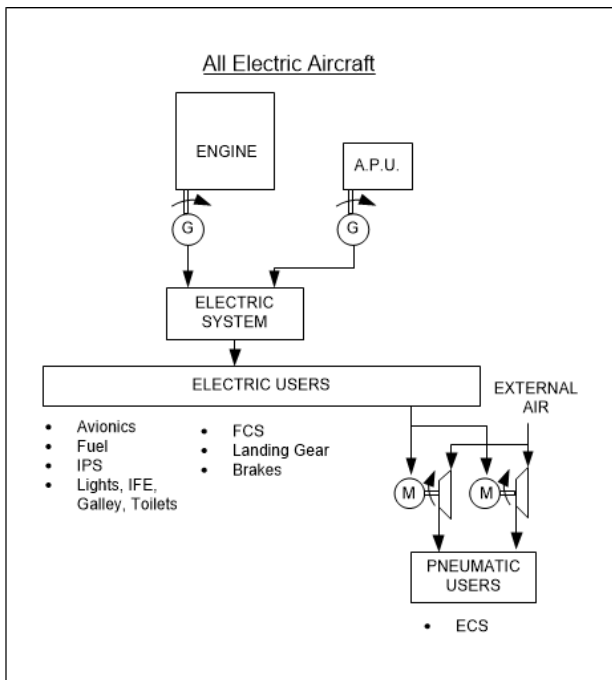 All Electric Aircraft
ENGINE
A.P.U.
G
G
ELECTRIC
SYSTEM
ELECTRIC USERS
EXTERNAL
AIR
• Avionics
• Fuel
• IPS
• Lights, IFE,
Galley, Toilets
• FCS
• Landing Gear
• Brakes
M
M
PNEUMATIC
USERS
• ECS